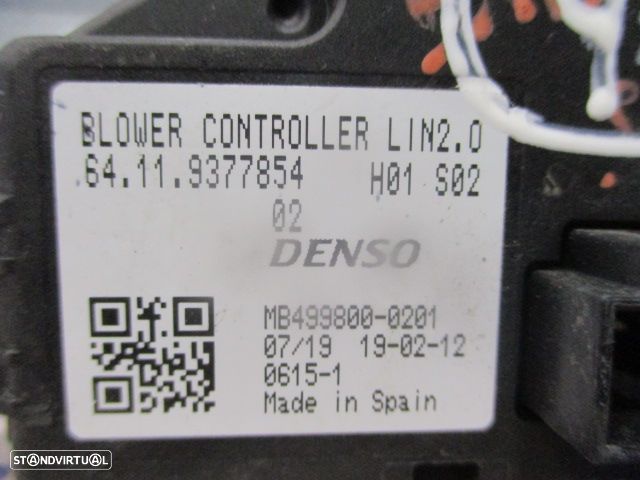 BLOWER CONTROLLER LIN2.0
64.11.9377854 H01 S02
02
DENSO
MB499800-0201
07/19 19-02-12
0615-1
Made in Spain
STANDVIRTUAL